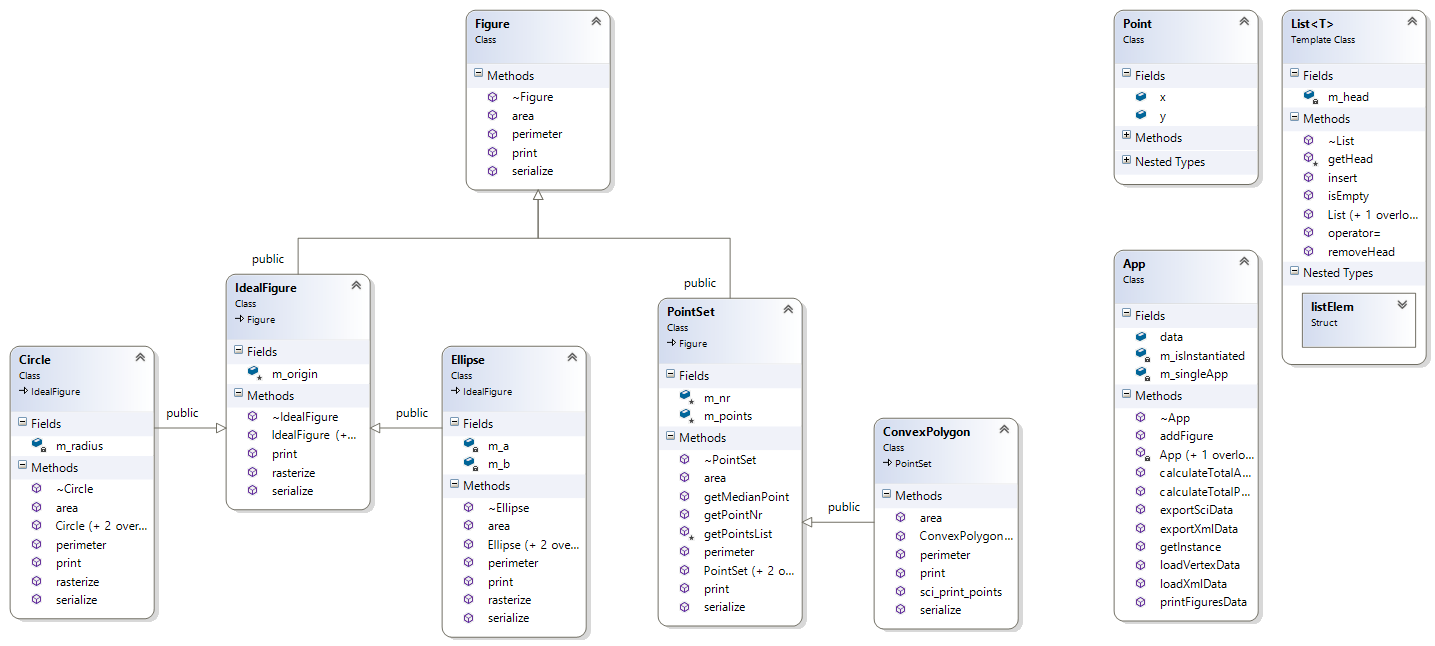 Figure
Class
Methods
~Figure
area
perimeter
print
serialize
public
public
IdealFigure
Class
Figure
Fields
m_origin
Methods
~IdealFigure
IdealFigure (+...
print
rasterize
serialize
Circle
Class
IdealFigure
Fields
m_radius
Methods
~Circle
area
Circle (+ 2 over...
perimeter
print
rasterize
serialize
public
Ellipse
Class
IdealFigure
Fields
m_a
m_b
Methods
~Ellipse
area
Ellipse (+ 2 ove...
perimeter
print
rasterize
serialize
public
PointSet
Class
Figure
Fields
m_nr
m_points
Methods
~PointSet
area
getMedianPoint
getPointNr
getPointsList
perimeter
PointSet (+ 2 o...
print
serialize
public
ConvexPolygon
Class
PointSet
Methods
area
ConvexPolygon...
perimeter
print
sci_print_points
serialize
Point
Class
Fields
x
y
Methods
Nested Types
List<T>
Template Class
Fields
m_head
Methods
~List
getHead
insert
isEmpty
List (+ 1 overlo...
operator=
removeHead
Nested Types
listElem
Struct
App
Class
Fields
data
m_isInstantiated
m_singleApp
Methods
~App
addFigure
App (+ 1 overlo...
calculateTotalA...
calculateTotalP...
exportSciData
exportXmlData
getInstance
loadVertexData
loadXmlData
printFiguresData